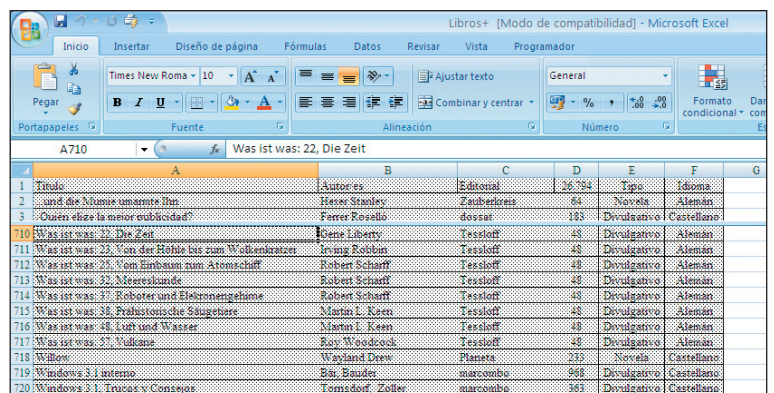 Libros+ [Modo de compatibilidad] - Microsoft Excel
Inicio Insertar Diseño de página Fórmulas Datos Revisar Vista Programador
Times New Roma 10 A A Ajustar texto General
Pegar N K S Combinar y centrar % Formato condicional
Portapapeles Fuente Alineación Número
A710 fx Was ist was: 22, Die Zeit
A B C D E F G
1 Titulo Autor/es Editorial 26.794 Tipo Idioma
2 ...und die Mumie umarmte Ihn Heser Stanley Zauberkreis 64 Novela Alemán
3 ¿Quién elige la mejor publicidad? Ferrer Roselló dossat 183 Divulgativo Castellano
710 Was ist was: 22, Die Zeit Gene Liberty Tessloff 48 Divulgativo Alemán
711 Was ist was: 23, Von der Höhle bis zum Wolkenkratzer Irving Robbin Tessloff 48 Divulgativo Alemán
712 Was ist was: 25, Vom Einbaum zum Atomschiff Robert Scharff Tessloff 48 Divulgativo Alemán
713 Was ist was: 32, Meereskunde Robert Scharff Tessloff 48 Divulgativo Alemán
714 Was ist was: 37, Roboter und Elekronengehirne Robert Scharff Tessloff 48 Divulgativo Alemán
715 Was ist was: 38, Prähistorische Säugetiere Martin L. Keen Tessloff 48 Divulgativo Alemán
716 Was ist was: 48, Luft und Wasser Martin L. Keen Tessloff 48 Divulgativo Alemán
717 Was ist was: 57, Vulkane Roy Woodcock Tessloff 48 Divulgativo Alemán
718 Willow Wayland Drew Planeta 233 Novela Castellano
719 Windows 3.1 interno Bär, Bauder marcombo 968 Divulgativo Castellano
720 Windows 3.1, Trucos y Consejos Tornsdorf, Zoller marcombo 363 Divulgativo Castellano